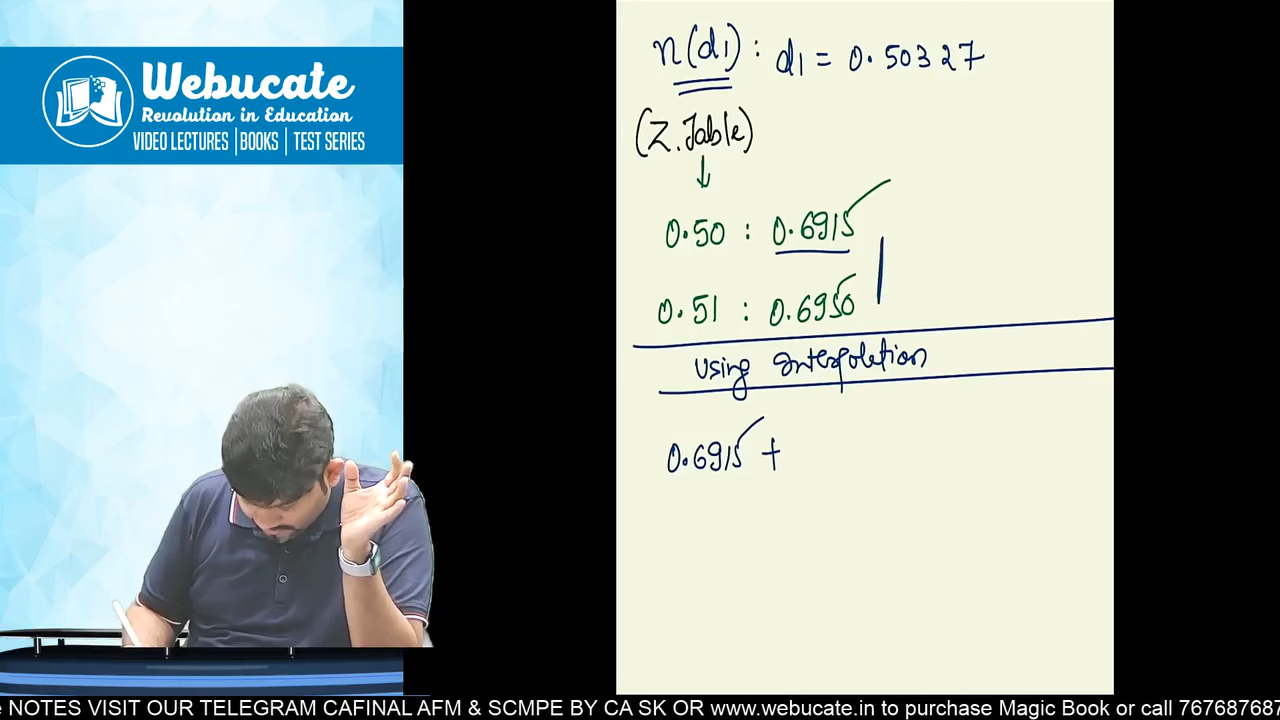 Webucate
Revolution in Education
VIDEO LECTURES | BOOKS | TEST SERIES
n(d1) : d1 = 0.50327
(Z.Table)
↓
0.50 : 0.6915
0.51 : 0.6950
using interpolation
0.6915 +
e NOTES VISIT OUR TELEGRAM CAFINAL AFM & SCMPE BY CA SK OR www.webucate.in to purchase Magic Book or call 767687687